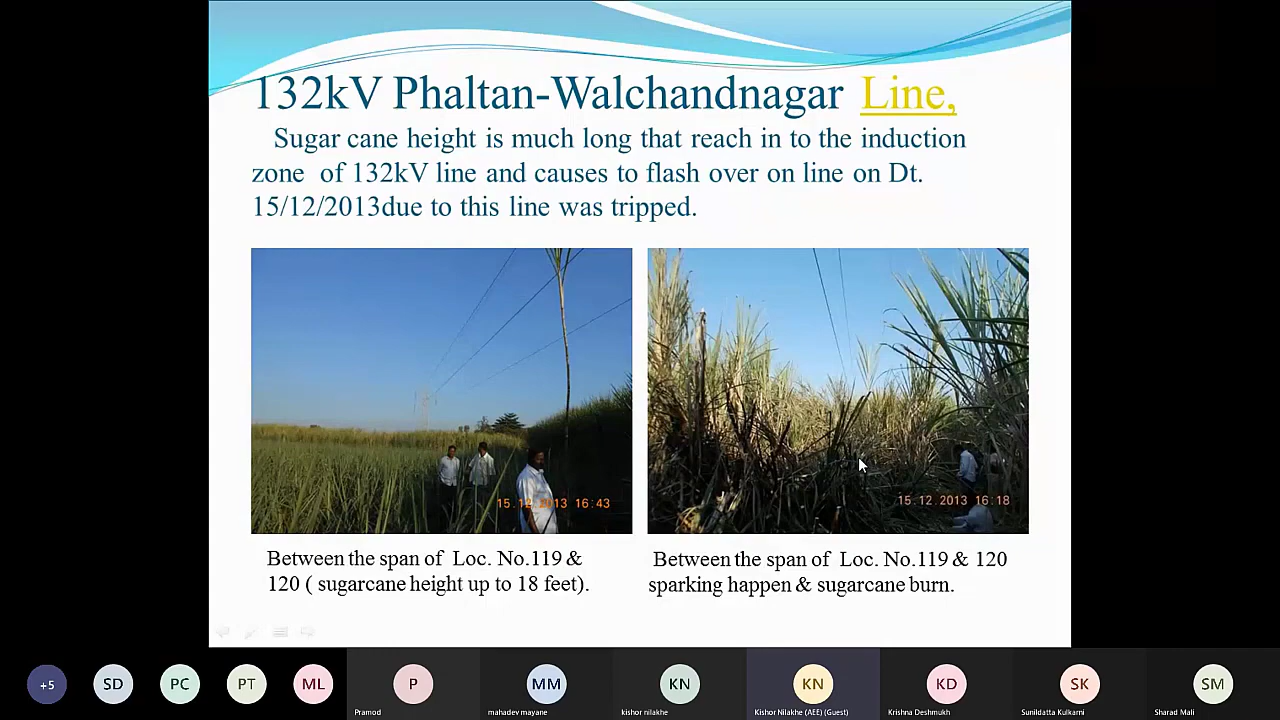 132kV Phaltan-Walchandnagar Line,
Sugar cane height is much long that reach in to the induction
zone of 132kV line and causes to flash over on line on Dt.
15/12/2013due to this line was tripped.
15.12.2013 16:43
15.12.2013 16:18
Between the span of Loc. No.119 &
120 ( sugarcane height up to 18 feet).
Between the span of Loc. No.119 & 120
sparking happen & sugarcane burn.
+5
SD
PC
PT
ML
P
MM
KN
KN
KD
SK
SM
Pramod
mahadev mayane
kishor nilakhe
Kishor Nilakhe (AEE) (Guest)
Krishna Deshmukh
Sunildatta Kulkarni
Sharad Mali